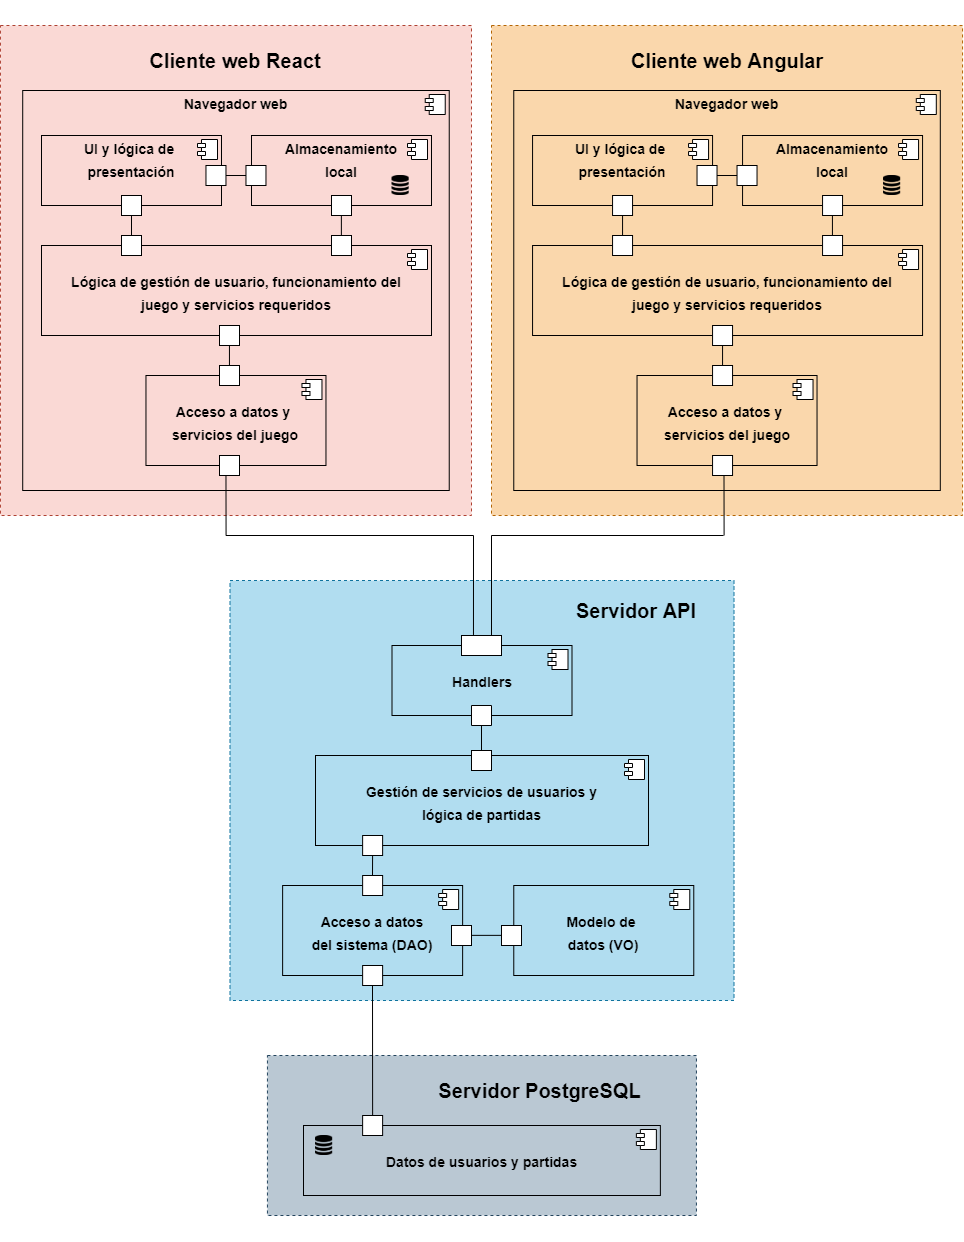 Cliente web React
Navegador web
UI y lógica de
presentación
Almacenamiento
local
Lógica de gestión de usuario, funcionamiento del
juego y servicios requeridos
Acceso a datos y
servicios del juego
Cliente web Angular
Navegador web
UI y lógica de
presentación
Almacenamiento
local
Lógica de gestión de usuario, funcionamiento del
juego y servicios requeridos
Acceso a datos y
servicios del juego
Servidor API
Handlers
Gestión de servicios de usuarios y
lógica de partidas
Acceso a datos
del sistema (DAO)
Modelo de
datos (VO)
Servidor PostgreSQL
Datos de usuarios y partidas